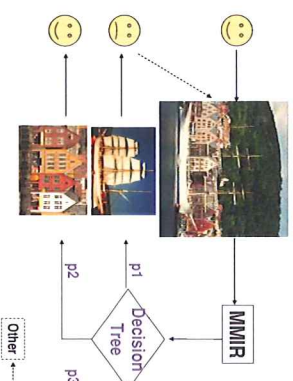 MMIR
Decision
Tree
p1
p2
p3
Other